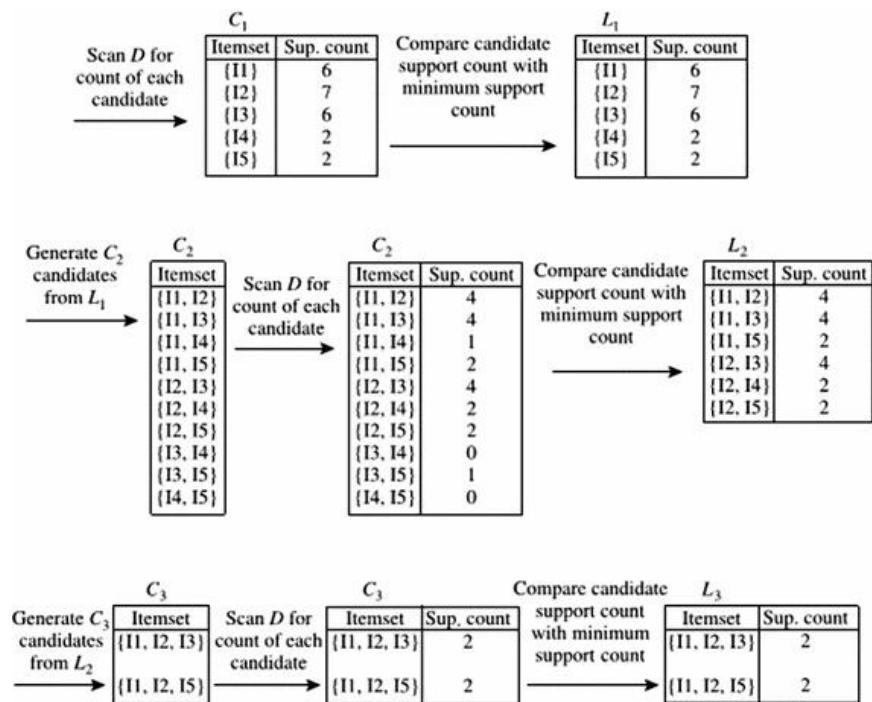 C1
L1
Scan D for
count of each
candidate
Itemset Sup. count
{I1} 6
{I2} 7
{I3} 6
{I4} 2
{I5} 2
Compare candidate
support count with
minimum support
count
Itemset Sup. count
{I1} 6
{I2} 7
{I3} 6
{I4} 2
{I5} 2
Generate C2
candidates
from L1
C2
Itemset
{I1, I2}
{I1, I3}
{I1, I4}
{I1, I5}
{I2, I3}
{I2, I4}
{I2, I5}
{I3, I4}
{I3, I5}
{I4, I5}
Scan D for
count of each
candidate
C2
Itemset Sup. count
{I1, I2} 4
{I1, I3} 4
{I1, I4} 1
{I1, I5} 2
{I2, I3} 4
{I2, I4} 2
{I2, I5} 2
{I3, I4} 0
{I3, I5} 1
{I4, I5} 0
Compare candidate
support count with
minimum support
count
L2
Itemset Sup. count
{I1, I2} 4
{I1, I3} 4
{I1, I5} 2
{I2, I3} 4
{I2, I4} 2
{I2, I5} 2
Generate C3
candidates
from L2
C3
Itemset
{I1, I2, I3}
{I1, I2, I5}
Scan D for
count of each
candidate
C3
Itemset Sup. count
{I1, I2, I3} 2
{I1, I2, I5} 2
Compare candidate
support count
with minimum
support count
L3
Itemset Sup. count
{I1, I2, I3} 2
{I1, I2, I5} 2